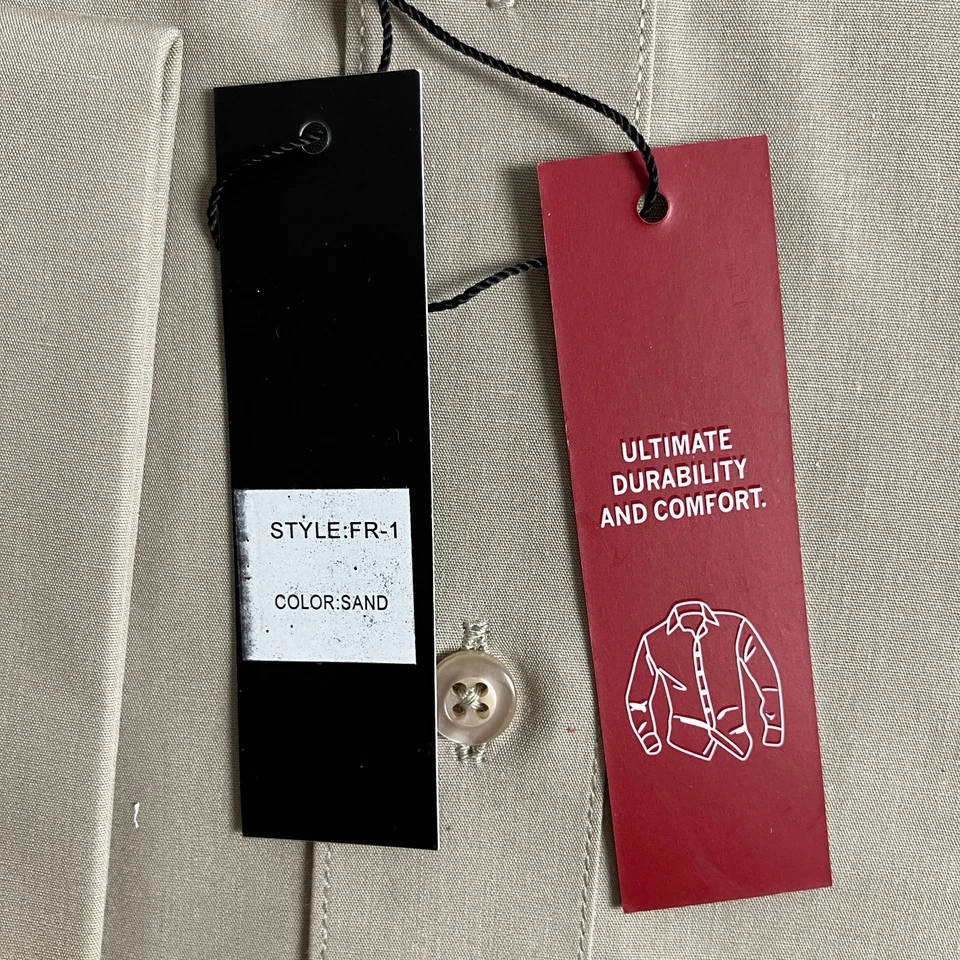 STYLE:FR-1
COLOR:SAND
ULTIMATE
DURABILITY
AND COMFORT.